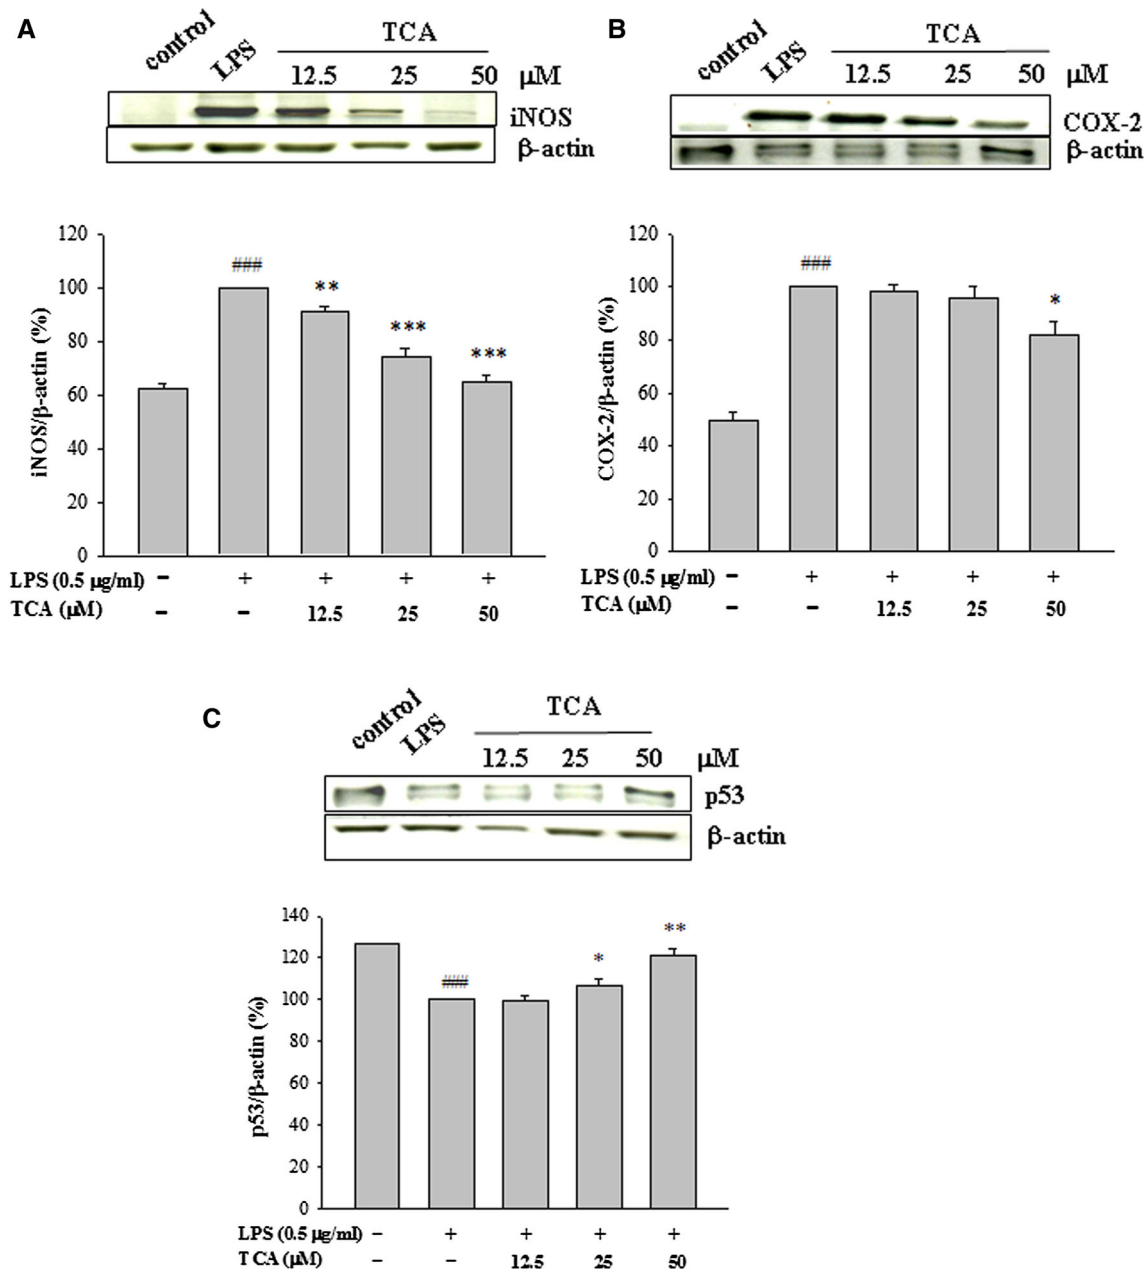 A
control LPS TCA
12.5 25 50 μM
iNOS
β-actin
iNOS/β-actin (%)
120
100
80
60
40
20
0
###
**
***
***
LPS (0.5 μg/ml) − + + + +
TCA (μM) − − 12.5 25 50
B
control LPS TCA
12.5 25 50 μM
COX-2
β-actin
COX-2/β-actin (%)
120
100
80
60
40
20
0
###
*
LPS (0.5 μg/ml) − + + + +
TCA (μM) − − 12.5 25 50
C
control LPS TCA
12.5 25 50 μM
p53
β-actin
p53/β-actin (%)
140
120
100
80
60
40
20
0
###
*
**
LPS (0.5 μg/ml) − + + + +
TCA (μM) − − 12.5 25 50